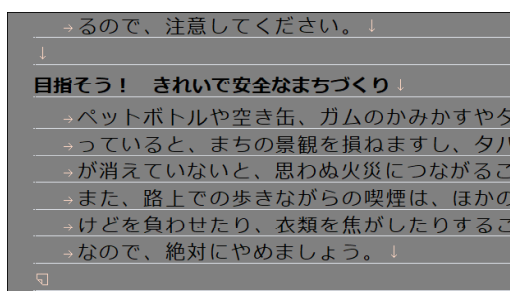 →るので、注意してください。↓
↓
目指そう！　きれいで安全なまちづくり↓
→ペットボトルや空き缶、ガムのかみかすやタ
→っていると、まちの景観を損ねますし、タバ
→が消えていないと、思わぬ火災につながるこ
→また、路上での歩きながらの喫煙は、ほかの
→けどを負わせたり、衣類を焦がしたりするこ
→なので、絶対にやめましょう。↓